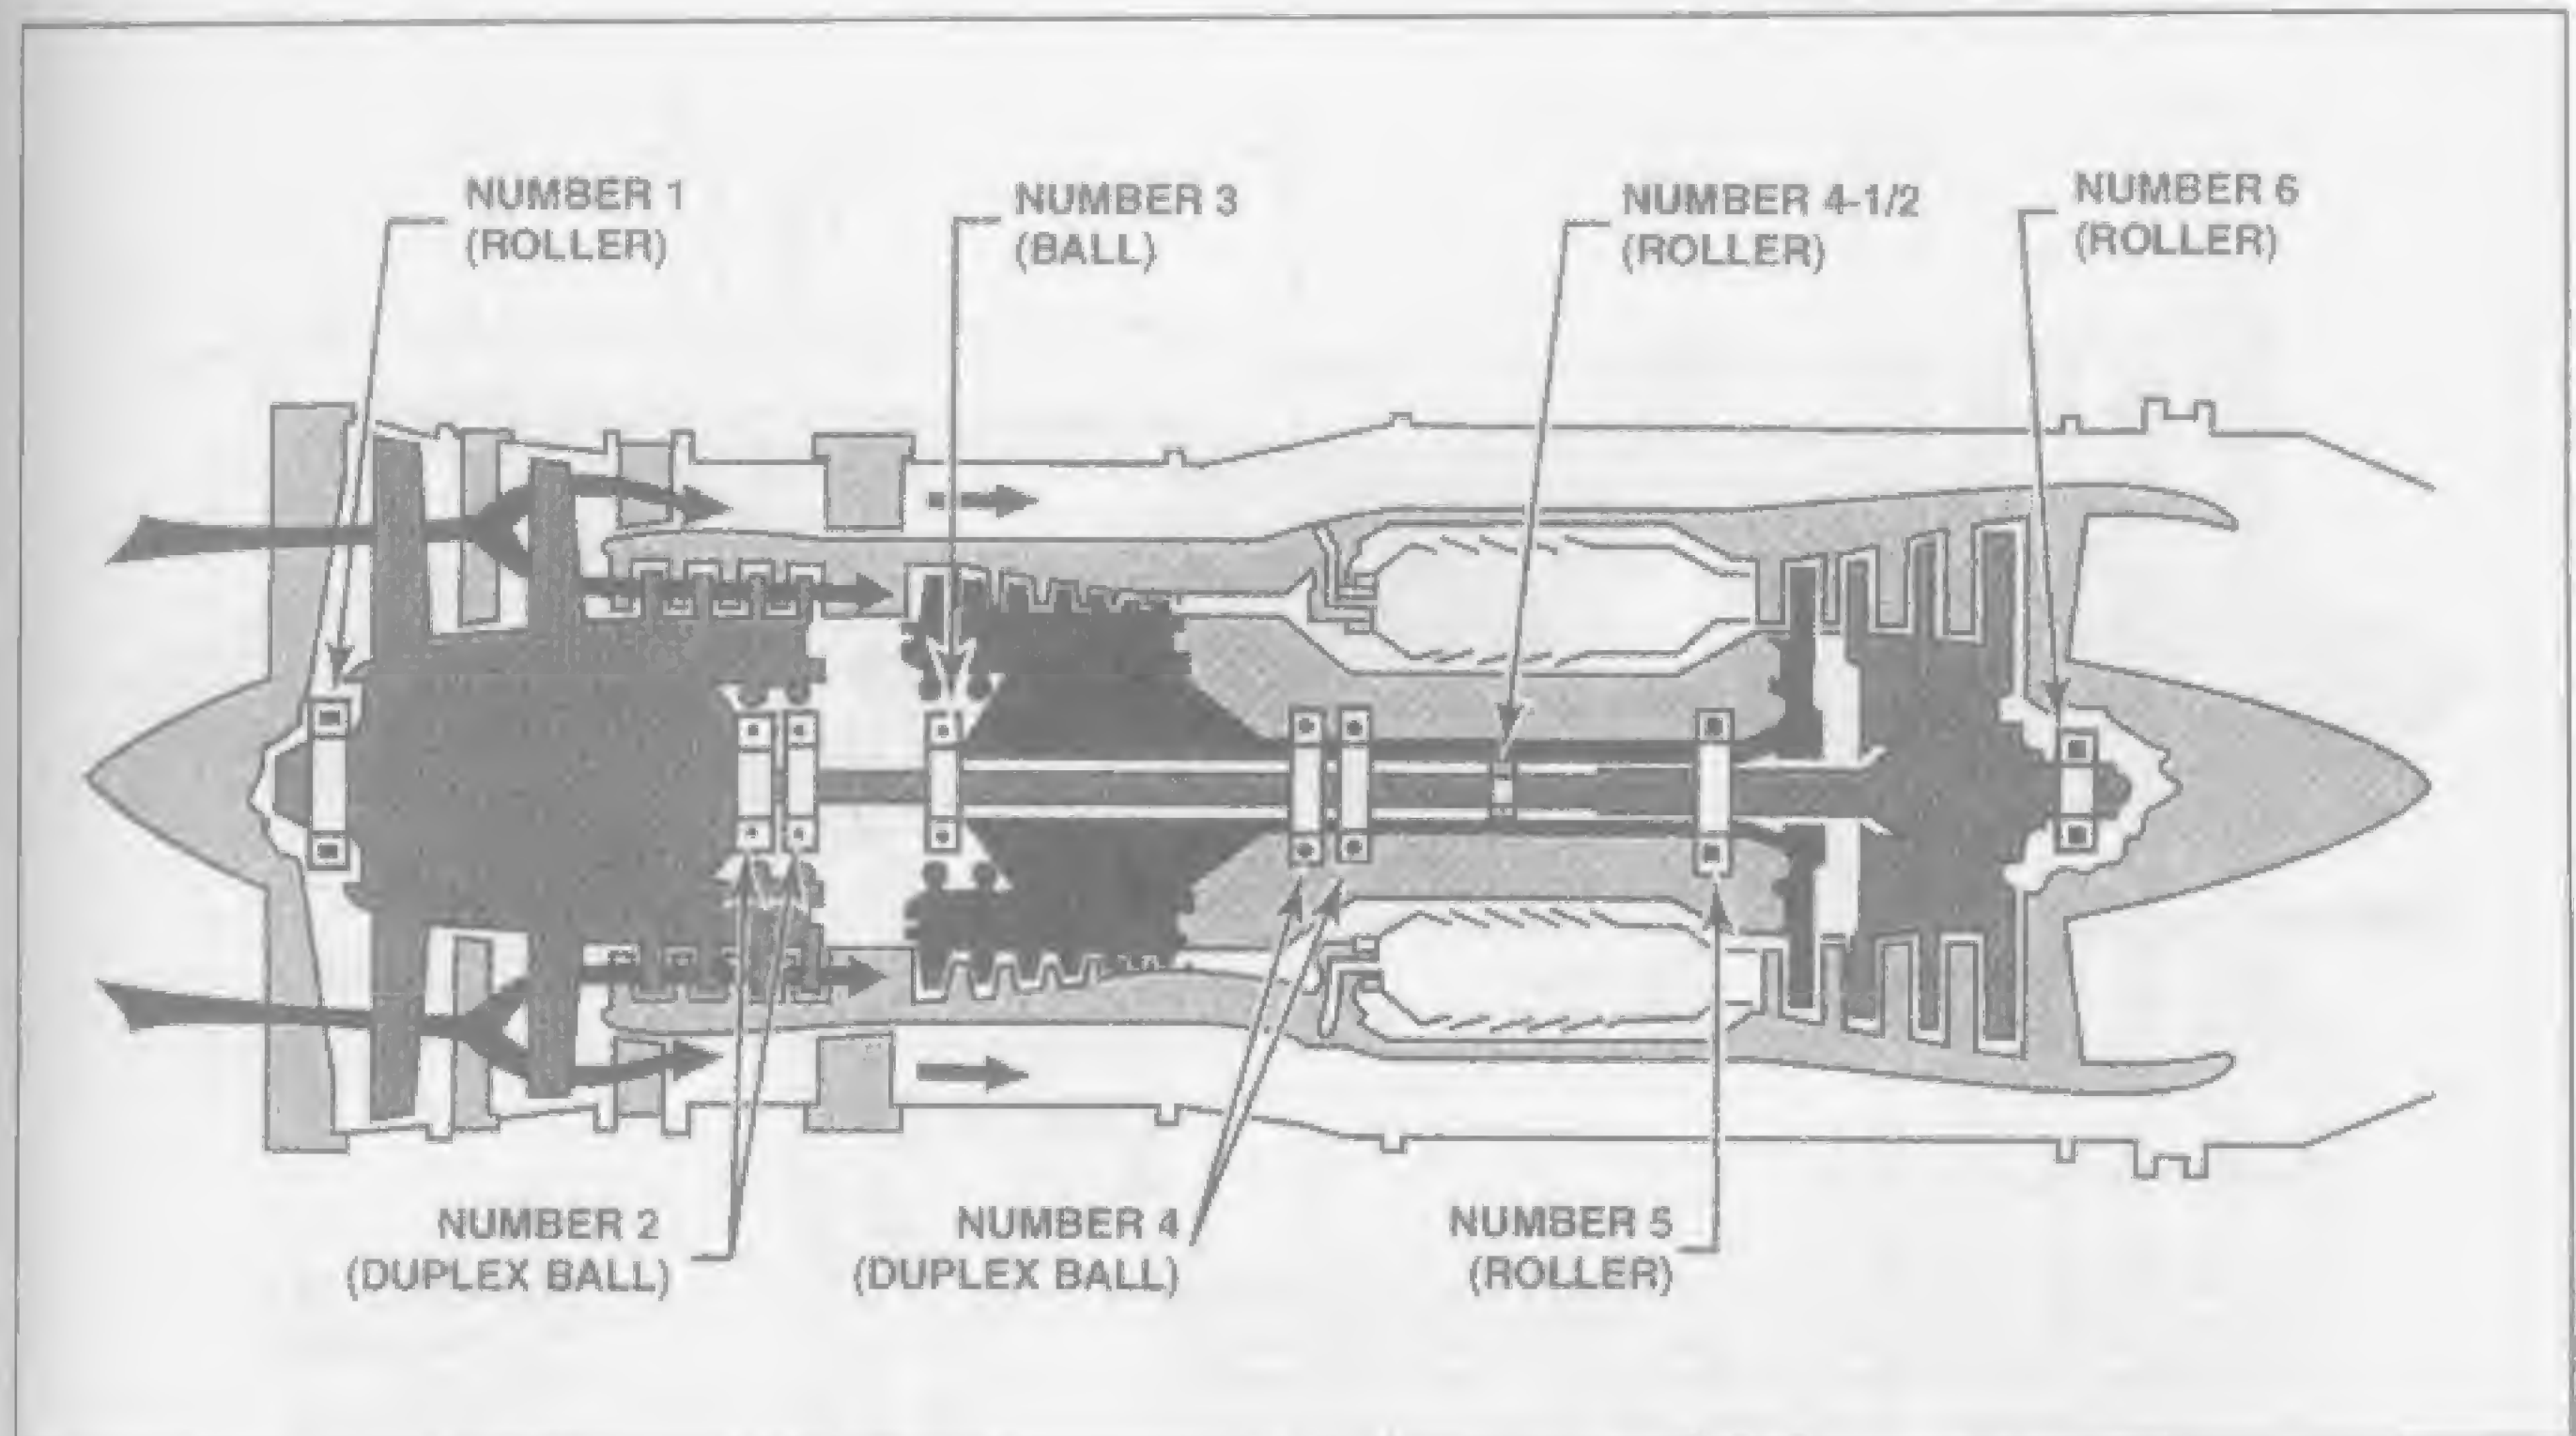 NUMBER 1
(ROLLER)
NUMBER 3
(BALL)
NUMBER 4-1/2
(ROLLER)
NUMBER 6
(ROLLER)
NUMBER 2
(DUPLEX BALL)
NUMBER 4
(DUPLEX BALL)
NUMBER 5
(ROLLER)